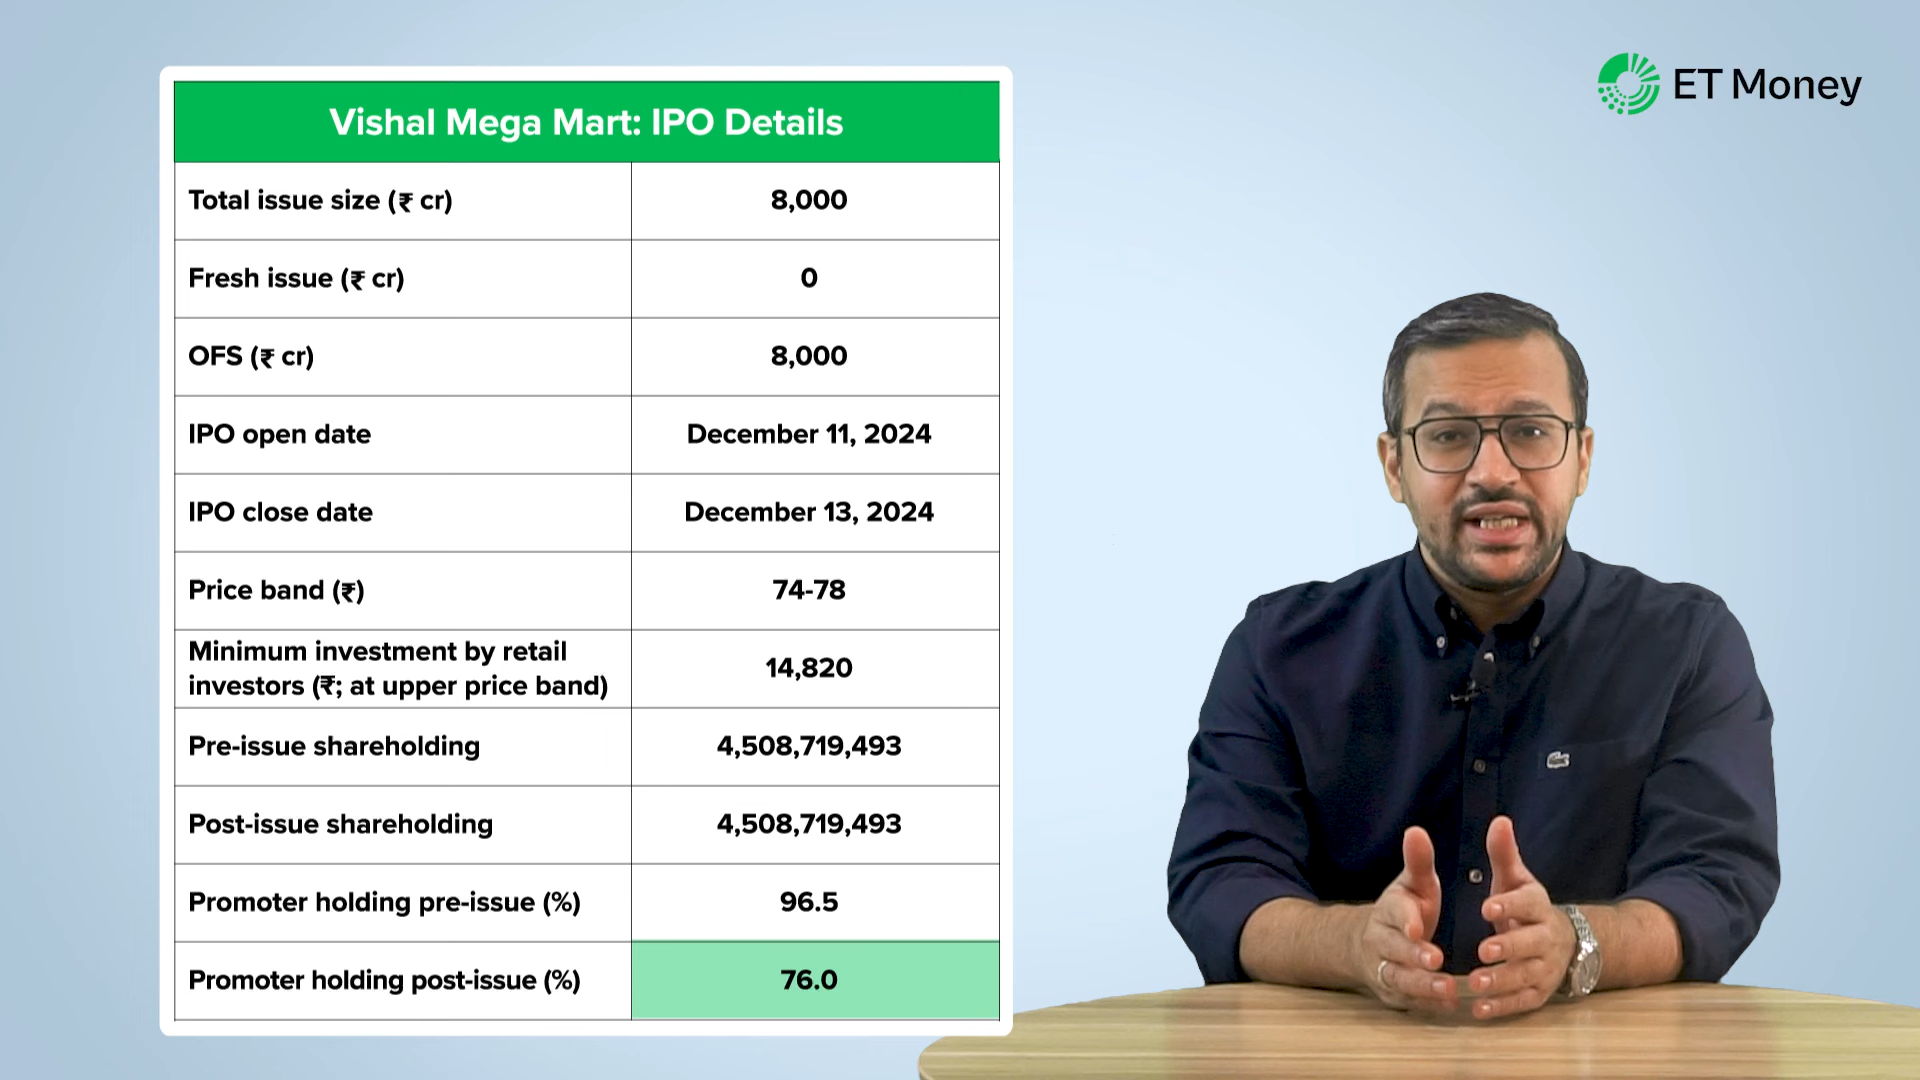 ET Money
Vishal Mega Mart: IPO Details
Total issue size (₹ cr) 8,000
Fresh issue (₹ cr) 0
OFS (₹ cr) 8,000
IPO open date December 11, 2024
IPO close date December 13, 2024
Price band (₹) 74-78
Minimum investment by retail
investors (₹; at upper price band) 14,820
Pre-issue shareholding 4,508,719,493
Post-issue shareholding 4,508,719,493
Promoter holding pre-issue (%) 96.5
Promoter holding post-issue (%) 76.0